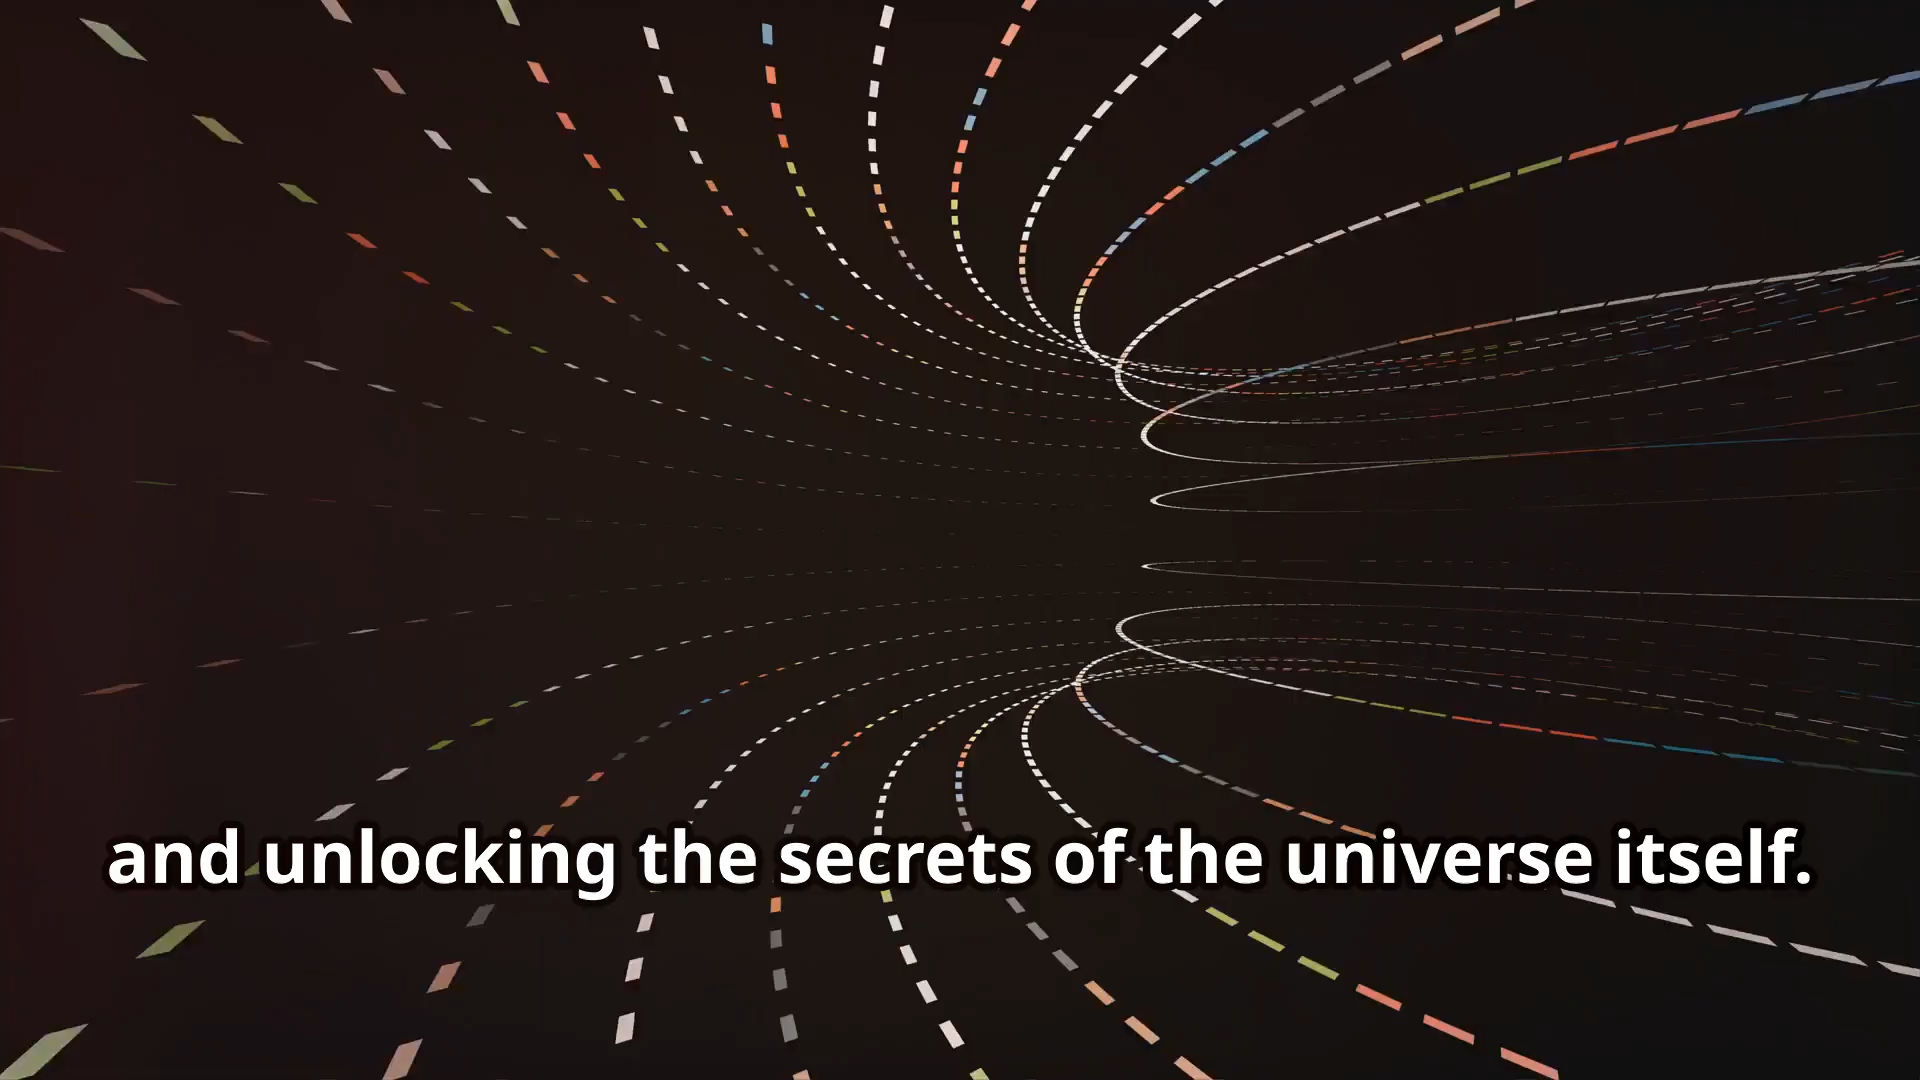 and unlocking the secrets of the universe itself.